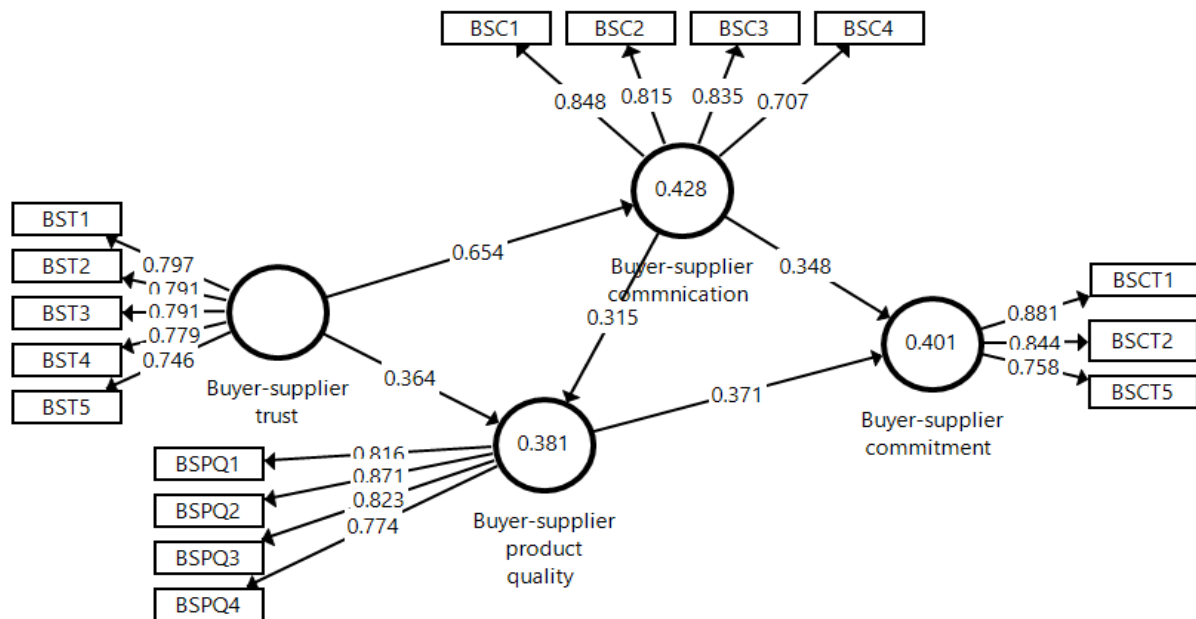 BSC1
BSC2
BSC3
BSC4
0.848
0.815
0.835
0.707
0.428
Buyer-supplier
commnication
BST1
BST2
BST3
BST4
BST5
0.797
0.791
0.791
0.779
0.746
Buyer-supplier
trust
0.654
0.364
0.315
0.348
0.371
BSCT1
BSCT2
BSCT5
0.881
0.844
0.758
0.401
Buyer-supplier
commitment
BSPQ1
BSPQ2
BSPQ3
BSPQ4
0.816
0.871
0.823
0.774
0.381
Buyer-supplier
product
quality